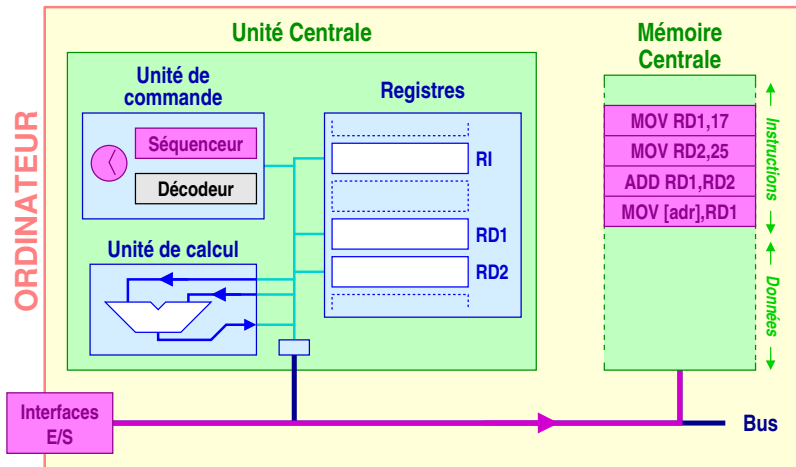 ORDINATEUR
Unité Centrale
Unité de
commande
Séquenceur
Décodeur
Unité de calcul
Registres
RI
RD1
RD2
Mémoire
Centrale
MOV RD1,17
MOV RD2,25
ADD RD1,RD2
MOV [adr],RD1
Instructions
Données
Interfaces
E/S
Bus